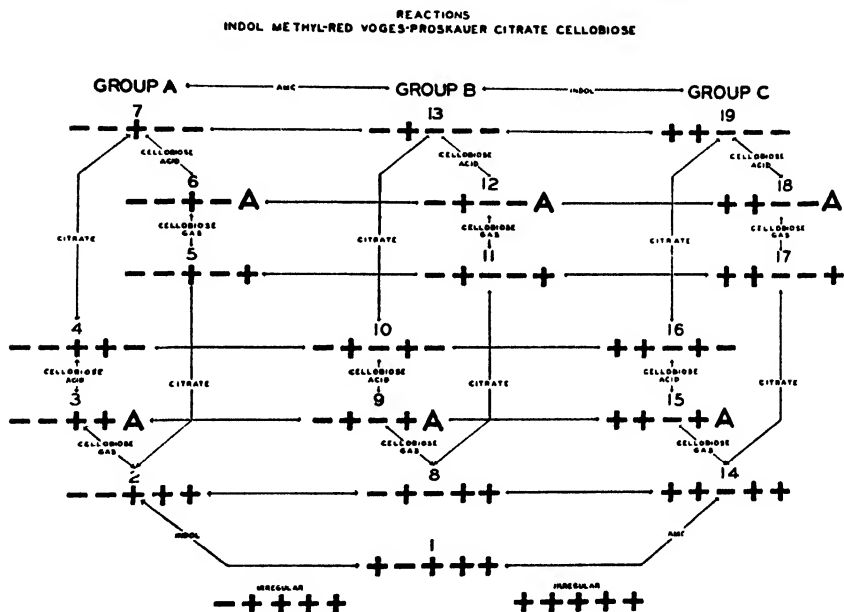 REACTIONS
INDOL METHYL-RED VOGES-PROSKAUER CITRATE CELLOBIOSE
GROUP A AMC GROUP B INDOL GROUP C
7 13 19
- - + - - - + - - - + + - - -
CELLOBIOSE ACID CELLOBIOSE ACID CELLOBIOSE ACID
6 12 18
- - + - A - + - - A + + - - A
CITRATE CELLOBIOSE GAS CITRATE CELLOBIOSE GAS CITRATE CELLOBIOSE GAS
5 11 17
- - + - + - + - - + + + - - +
4 10 16
- - + + - - + - + - + + - + -
CELLOBIOSE ACID CITRATE CELLOBIOSE ACID CITRATE CELLOBIOSE ACID CITRATE
3 9 15
- - + + A - + - + A + + - + A
CELLOBIOSE GAS CELLOBIOSE GAS CELLOBIOSE GAS
2 8 14
- - + + + - + - + + + + - + +
INDOL 1 AMC
+ - + + +
IRREGULAR IRREGULAR
- + + + + + + + + +